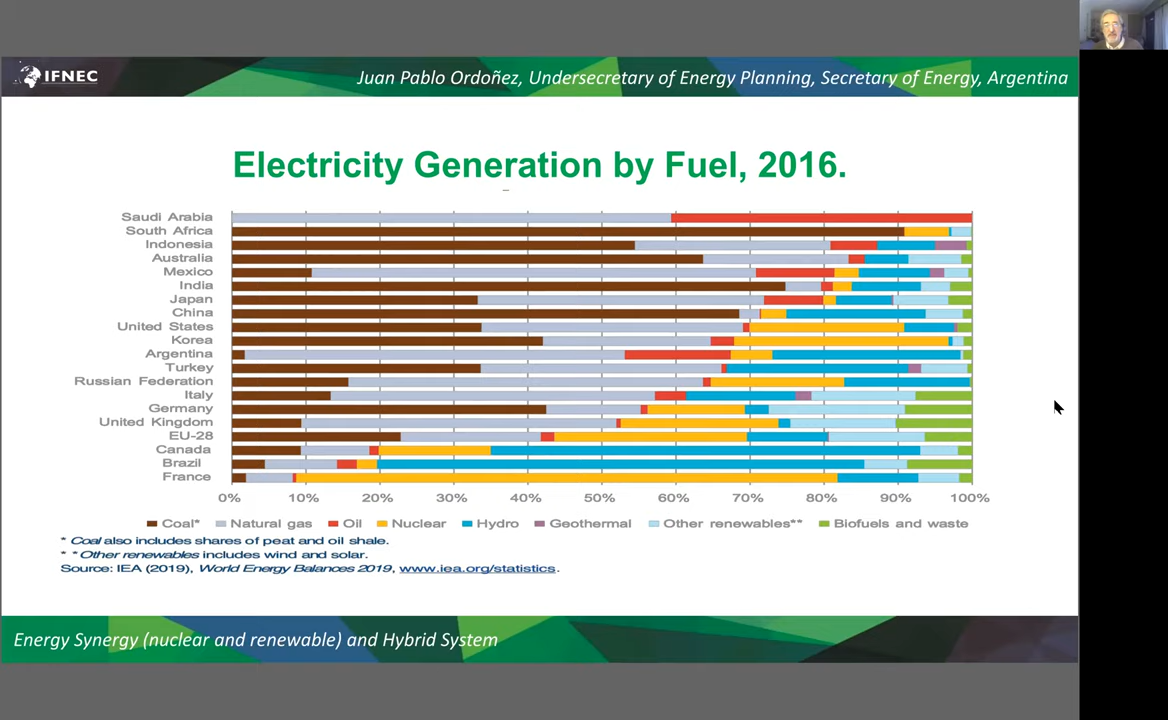 IFNEC
Juan Pablo Ordoñez, Undersecretary of Energy Planning, Secretary of Energy, Argentina
Electricity Generation by Fuel, 2016.
Saudi Arabia
South Africa
Indonesia
Australia
Mexico
India
Japan
China
United States
Korea
Argentina
Turkey
Russian Federation
Italy
Germany
United Kingdom
EU-28
Canada
Brazil
France
0% 10% 20% 30% 40% 50% 60% 70% 80% 90% 100%
Coal* Natural gas Oil Nuclear Hydro Geothermal Other renewables** Biofuels and waste
* Coal also includes shares of peat and oil shale.
* * Other renewables includes wind and solar.
Source: IEA (2019), World Energy Balances 2019, www.iea.org/statistics.
Energy Synergy (nuclear and renewable) and Hybrid System